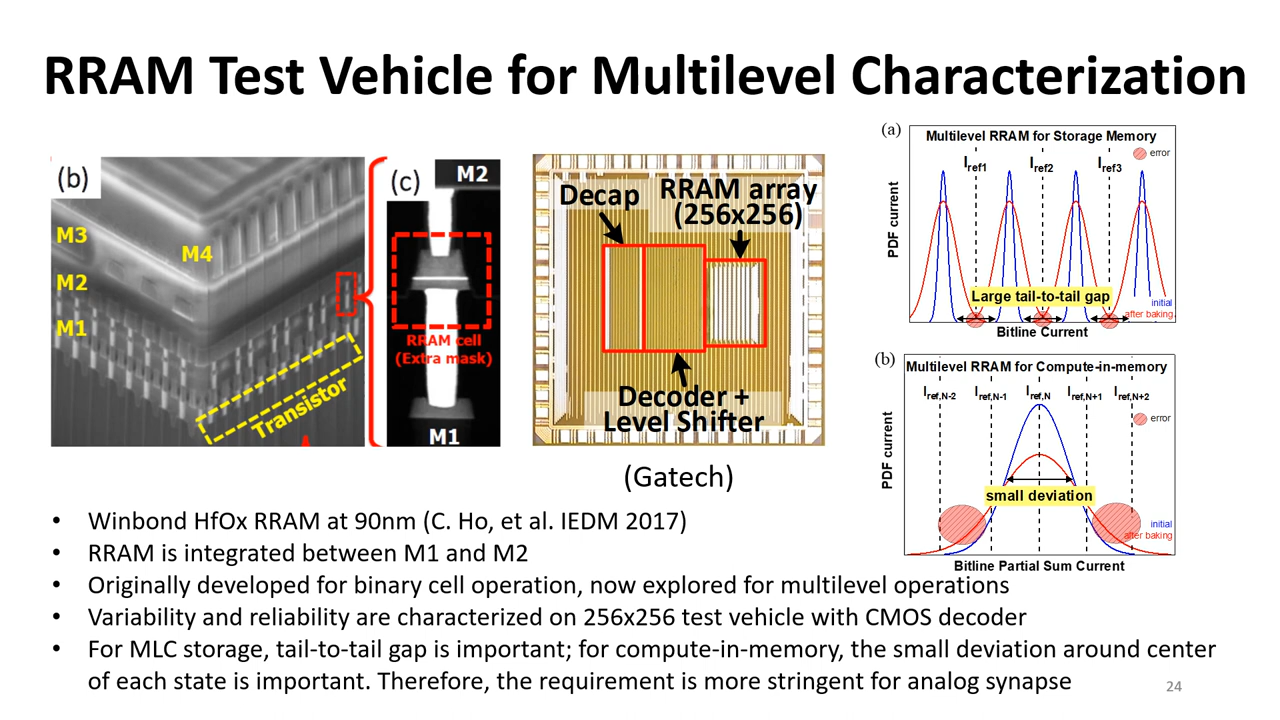 RRAM Test Vehicle for Multilevel Characterization
(b)
M3
M4
M2
M1
Transistor
(c)
M2
RRAM cell
(Extra mask)
M1
Decap
RRAM array
(256x256)
Decoder +
Level Shifter
(Gatech)
(a)
Multilevel RRAM for Storage Memory
error
Iref1
Iref2
Iref3
PDF current
Large tail-to-tail gap
initial
after baking
Bitline Current
(b)
Multilevel RRAM for Compute-in-memory
Iref,N-2
Iref,N-1
Iref,N
Iref,N+1
Iref,N+2
error
PDF current
small deviation
initial
after baking
Bitline Partial Sum Current
• Winbond HfOx RRAM at 90nm (C. Ho, et al. IEDM 2017)
• RRAM is integrated between M1 and M2
• Originally developed for binary cell operation, now explored for multilevel operations
• Variability and reliability are characterized on 256x256 test vehicle with CMOS decoder
• For MLC storage, tail-to-tail gap is important; for compute-in-memory, the small deviation around center
of each state is important. Therefore, the requirement is more stringent for analog synapse
24